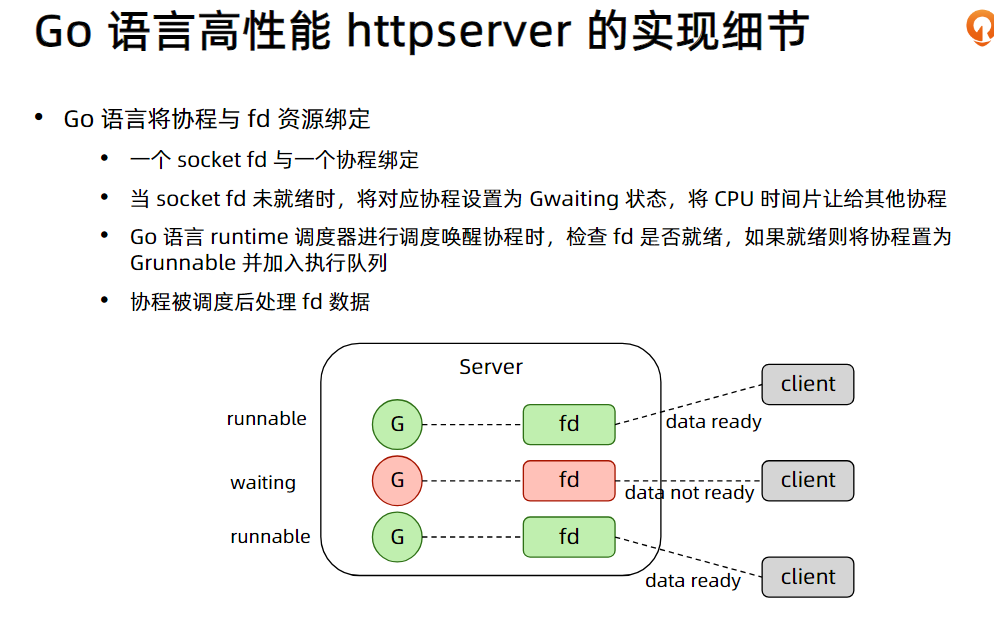 Go 语言高性能 httpserver 的实现细节
• Go 语言将协程与 fd 资源绑定
• 一个 socket fd 与一个协程绑定
• 当 socket fd 未就绪时，将对应协程设置为 Gwaiting 状态，将 CPU 时间片让给其他协程
• Go 语言 runtime 调度器进行调度唤醒协程时，检查 fd 是否就绪，如果就绪则将协程置为
Grunnable 并加入执行队列
• 协程被调度后处理 fd 数据
Server
client
runnable
G
fd
data ready
waiting
G
fd
data not ready
client
runnable
G
fd
data ready
client